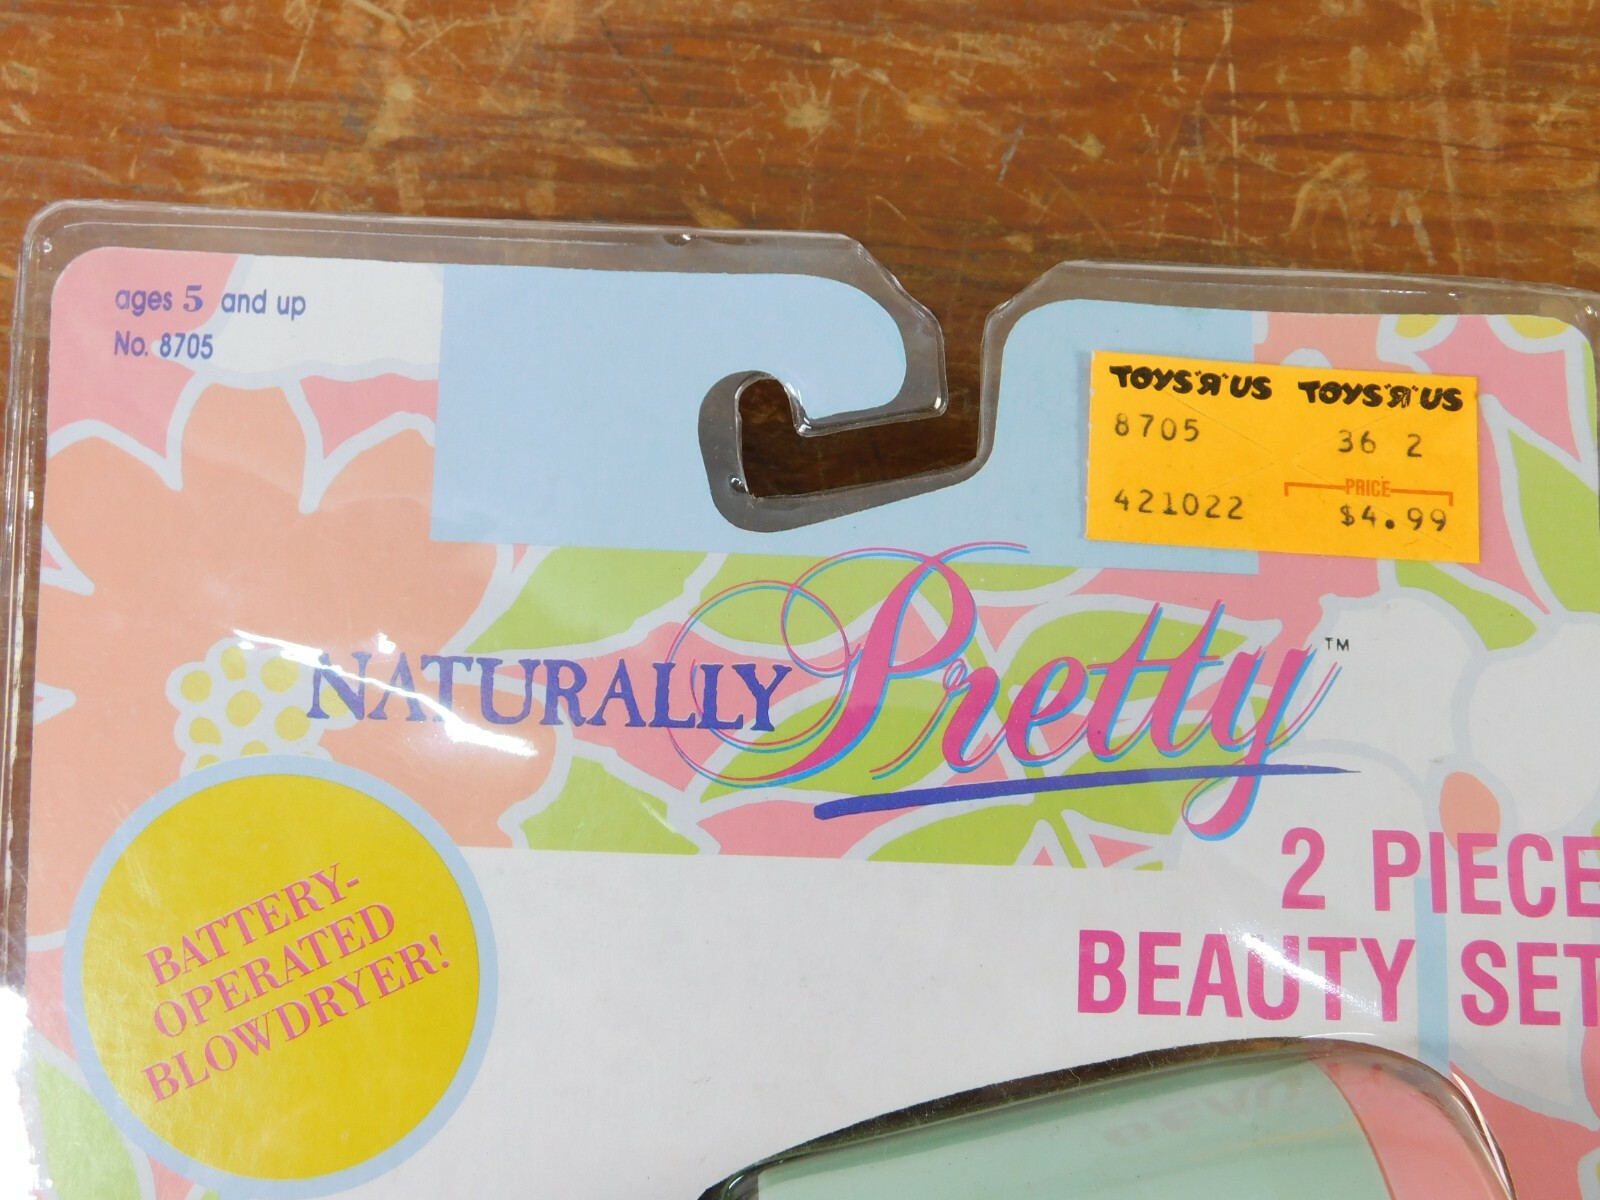 ages 5 and up
No. 8705
TOYS"R"US TOYS"R"US
8705 36 2
PRICE
421022 $4.99
NATURALLY Pretty™
2 PIECE
BEAUTY SET
BATTERY-
OPERATED
BLOWDRYER!